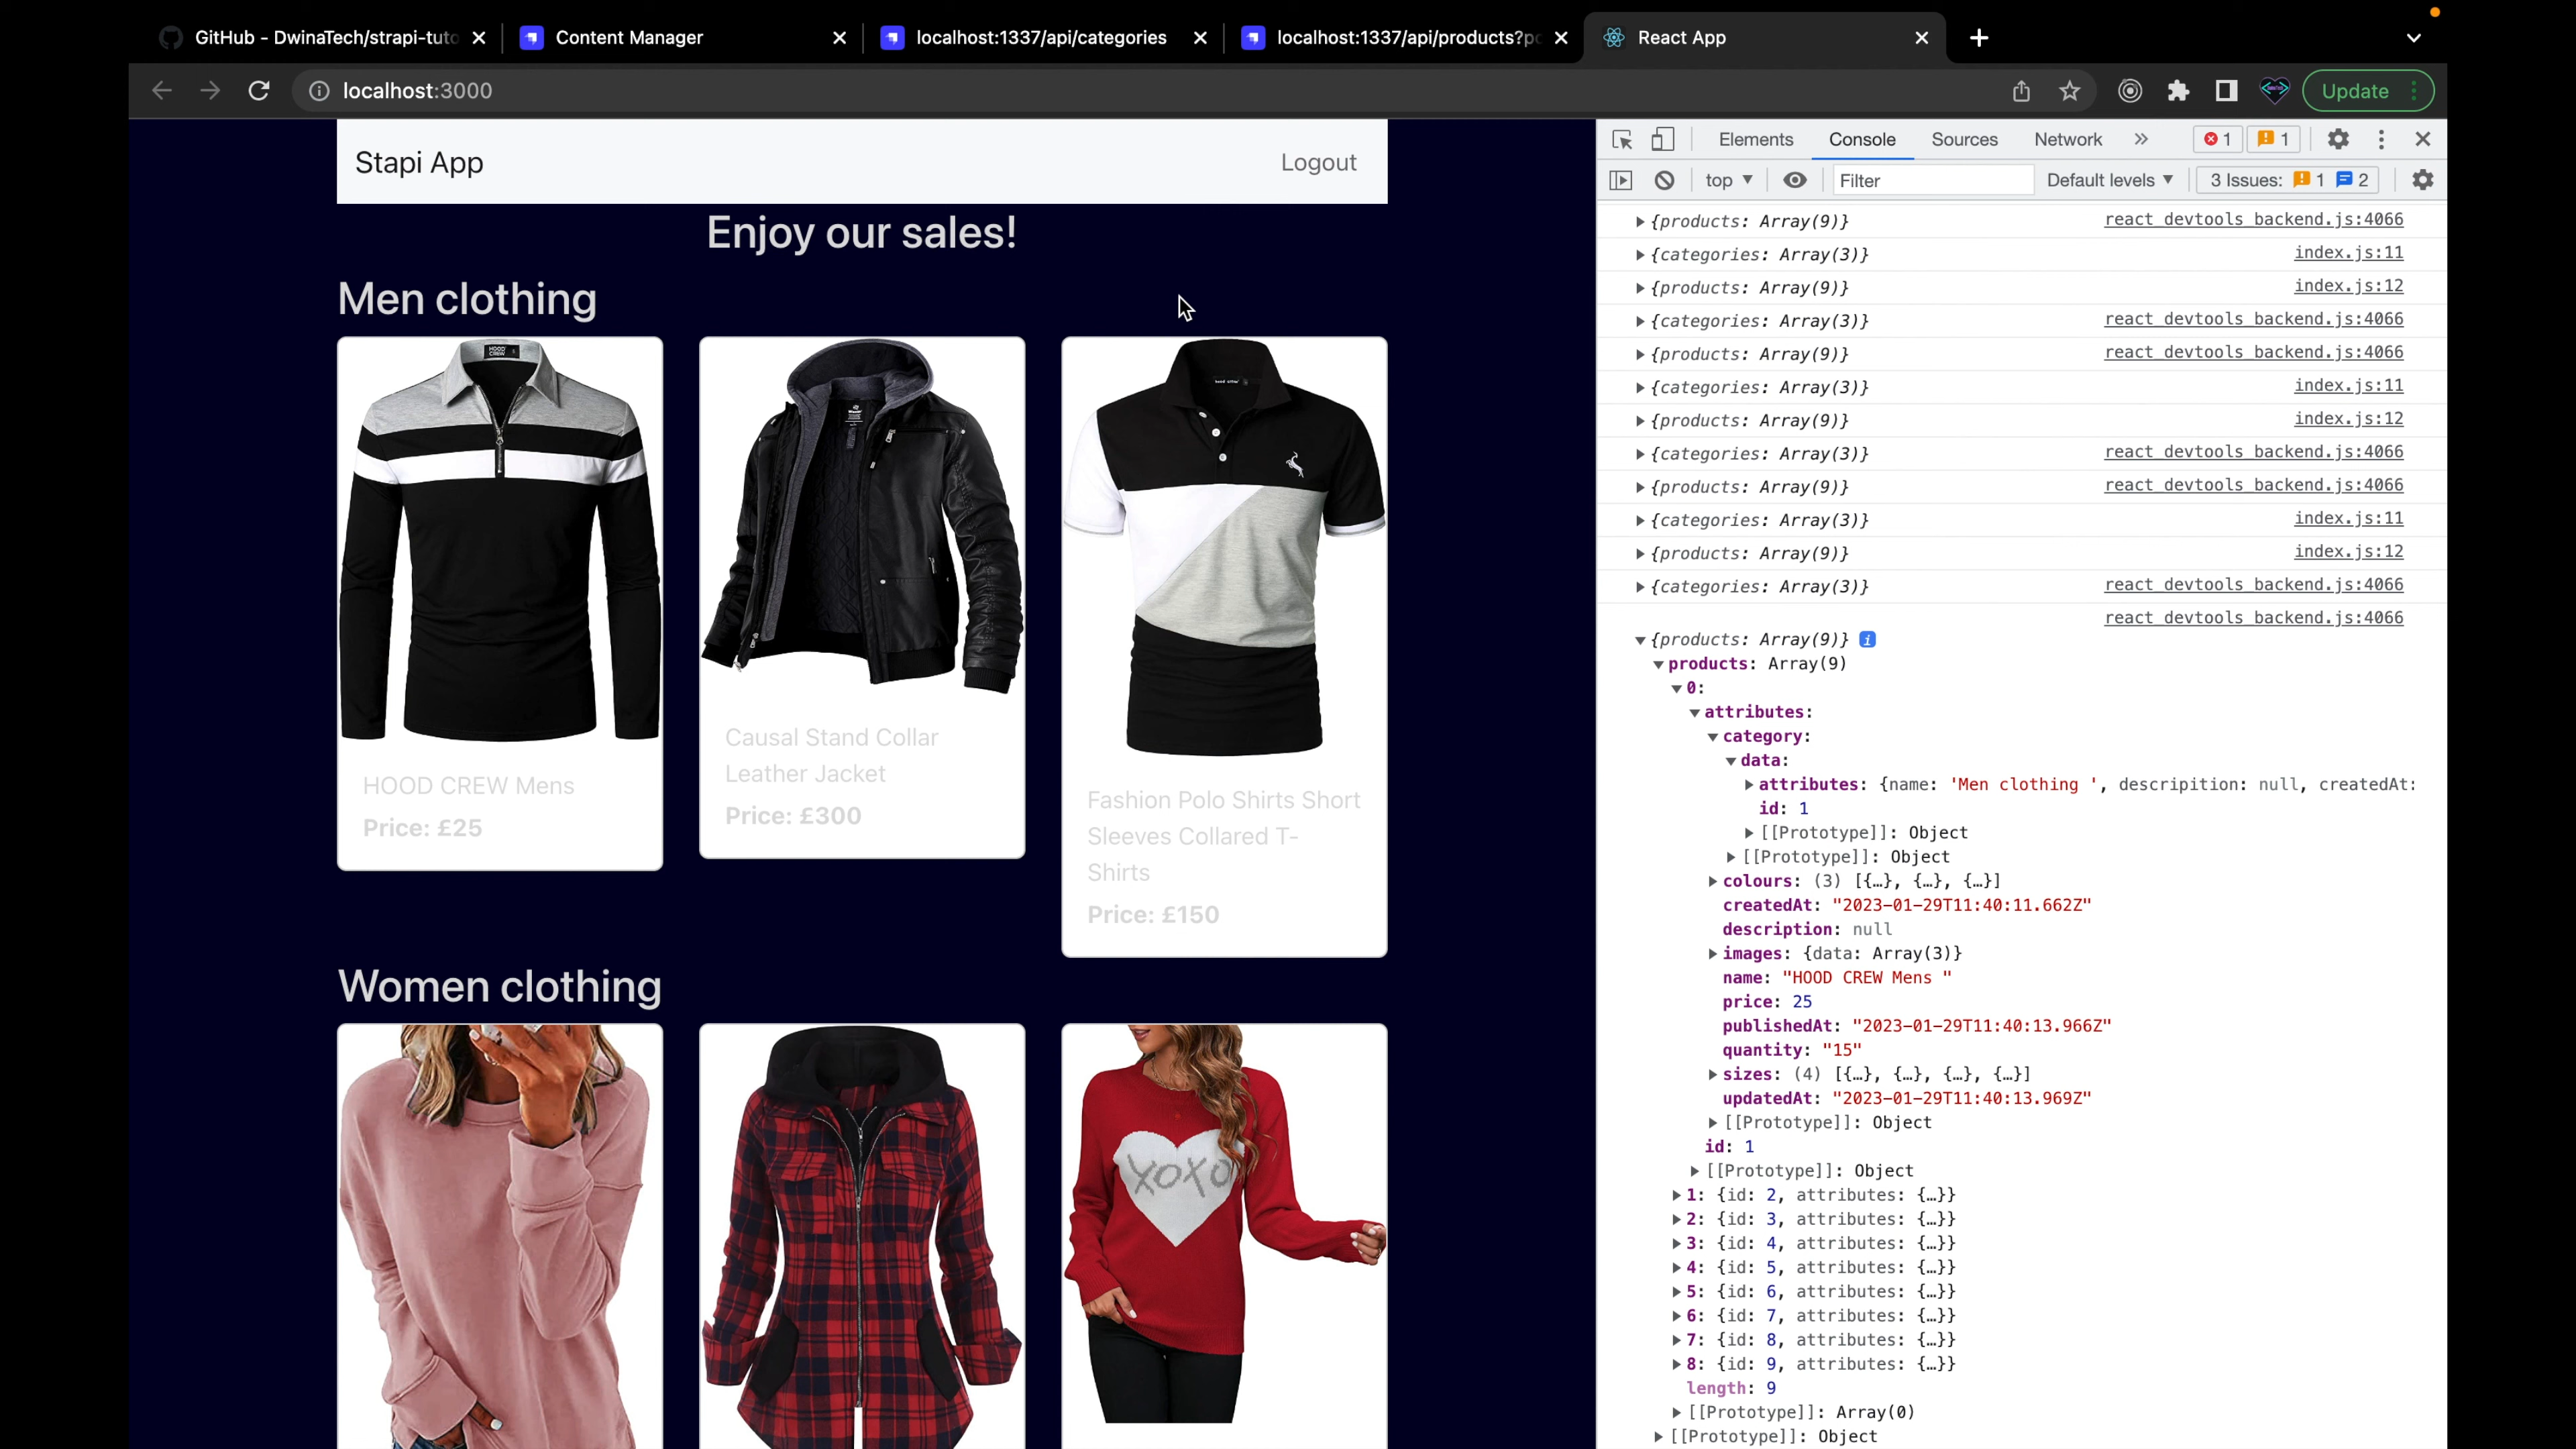 GitHub - DwinaTech/strapi-tuto
Content Manager
localhost:1337/api/categories
localhost:1337/api/products?po
React App
localhost:3000
Update
Stapi App
Logout
Enjoy our sales!
Men clothing
HOOD CREW
HOOD CREW Mens
Price: £25
Causal Stand Collar
Leather Jacket
Price: £300
Fashion Polo Shirts Short
Sleeves Collared T-
Shirts
Price: £150
Women clothing
XOXO
Elements
Console
Sources
Network
1
1
top
Filter
Default levels
3 Issues: 1 2
{products: Array(9)} react_devtools_backend.js:4066
{categories: Array(3)} index.js:11
{products: Array(9)} index.js:12
{categories: Array(3)} react_devtools_backend.js:4066
{products: Array(9)} react_devtools_backend.js:4066
{categories: Array(3)} index.js:11
{products: Array(9)} index.js:12
{categories: Array(3)} react_devtools_backend.js:4066
{products: Array(9)} react_devtools_backend.js:4066
{categories: Array(3)} index.js:11
{products: Array(9)} index.js:12
{categories: Array(3)} react_devtools_backend.js:4066
react_devtools_backend.js:4066
{products: Array(9)} i
products: Array(9)
0:
attributes:
category:
data:
attributes: {name: 'Men clothing ', descripition: null, createdAt:
id: 1
[[Prototype]]: Object
[[Prototype]]: Object
colours: (3) [{…}, {…}, {…}]
createdAt: "2023-01-29T11:40:11.662Z"
description: null
images: {data: Array(3)}
name: "HOOD CREW Mens "
price: 25
publishedAt: "2023-01-29T11:40:13.966Z"
quantity: "15"
sizes: (4) [{…}, {…}, {…}, {…}]
updatedAt: "2023-01-29T11:40:13.969Z"
[[Prototype]]: Object
id: 1
[[Prototype]]: Object
1: {id: 2, attributes: {…}}
2: {id: 3, attributes: {…}}
3: {id: 4, attributes: {…}}
4: {id: 5, attributes: {…}}
5: {id: 6, attributes: {…}}
6: {id: 7, attributes: {…}}
7: {id: 8, attributes: {…}}
8: {id: 9, attributes: {…}}
length: 9
[[Prototype]]: Array(0)
[[Prototype]]: Object